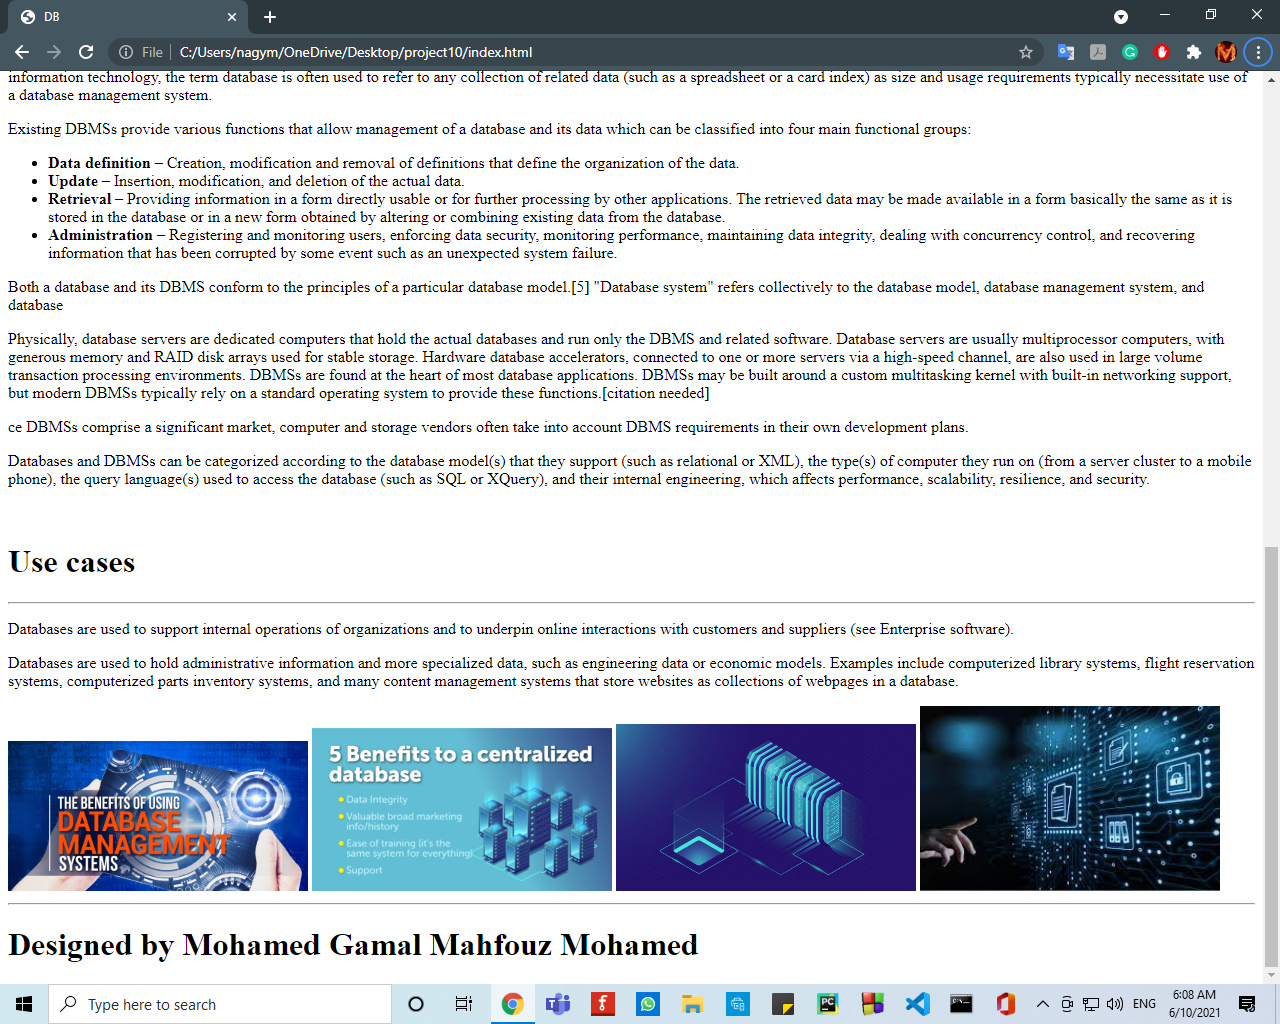 DB
File
C:/Users/nagym/OneDrive/Desktop/project10/index.html
information technology, the term database is often used to refer to any collection of related data (such as a spreadsheet or a card index) as size and usage requirements typically necessitate use of
a database management system.
Existing DBMSs provide various functions that allow management of a database and its data which can be classified into four main functional groups:
• Data definition – Creation, modification and removal of definitions that define the organization of the data.
• Update – Insertion, modification, and deletion of the actual data.
• Retrieval – Providing information in a form directly usable or for further processing by other applications. The retrieved data may be made available in a form basically the same as it is
stored in the database or in a new form obtained by altering or combining existing data from the database.
• Administration – Registering and monitoring users, enforcing data security, monitoring performance, maintaining data integrity, dealing with concurrency control, and recovering
information that has been corrupted by some event such as an unexpected system failure.
Both a database and its DBMS conform to the principles of a particular database model.[5] "Database system" refers collectively to the database model, database management system, and
database
Physically, database servers are dedicated computers that hold the actual databases and run only the DBMS and related software. Database servers are usually multiprocessor computers, with
generous memory and RAID disk arrays used for stable storage. Hardware database accelerators, connected to one or more servers via a high-speed channel, are also used in large volume
transaction processing environments. DBMSs are found at the heart of most database applications. DBMSs may be built around a custom multitasking kernel with built-in networking support,
but modern DBMSs typically rely on a standard operating system to provide these functions.[citation needed]
ce DBMSs comprise a significant market, computer and storage vendors often take into account DBMS requirements in their own development plans.
Databases and DBMSs can be categorized according to the database model(s) that they support (such as relational or XML), the type(s) of computer they run on (from a server cluster to a mobile
phone), the query language(s) used to access the database (such as SQL or XQuery), and their internal engineering, which affects performance, scalability, resilience, and security.
Use cases
Databases are used to support internal operations of organizations and to underpin online interactions with customers and suppliers (see Enterprise software).
Databases are used to hold administrative information and more specialized data, such as engineering data or economic models. Examples include computerized library systems, flight reservation
systems, computerized parts inventory systems, and many content management systems that store websites as collections of webpages in a database.
THE BENEFITS OF USING
DATABASE
MANAGEMENT
SYSTEMS
5 Benefits to a centralized
database
• Data Integrity
• Valuable broad marketing
info/history
• Ease of training (it's the
same system for everything)
• Support
Designed by Mohamed Gamal Mahfouz Mohamed
Type here to search
ENG
6:08 AM
6/10/2021